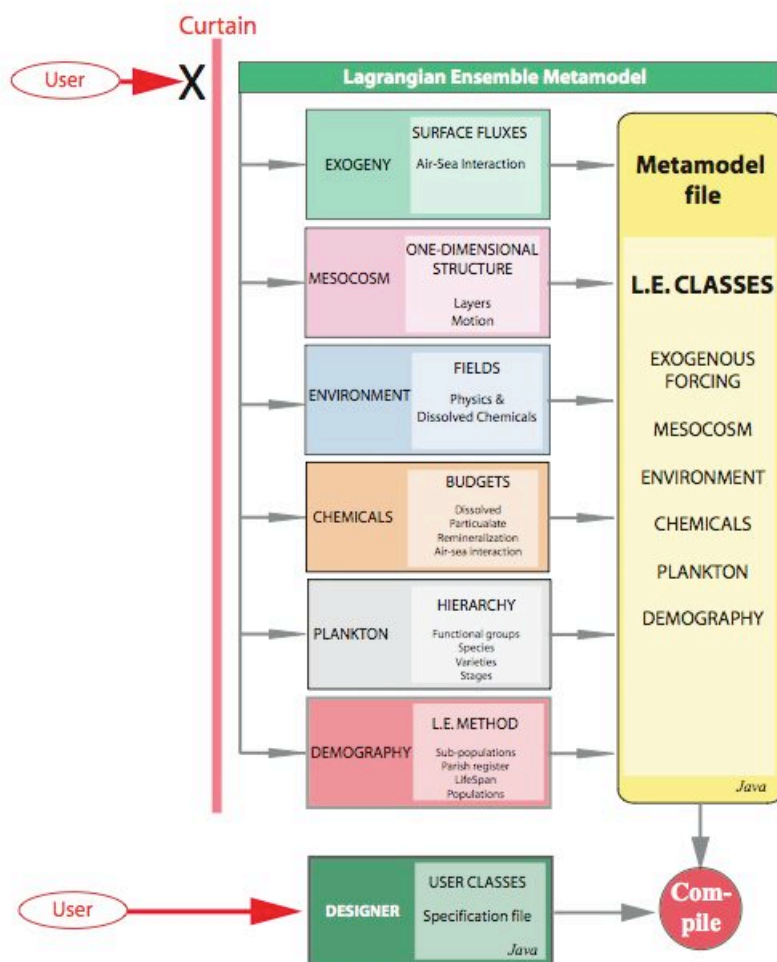 Curtain
User
X
Lagrangian Ensemble Metamodel
EXOGENY
SURFACE FLUXES
Air-Sea Interaction
MESOCOSM
ONE-DIMENSIONAL
STRUCTURE
Layers
Motion
ENVIRONMENT
FIELDS
Physics &
Dissolved Chemicals
CHEMICALS
BUDGETS
Dissolved
Particualate
Remineralization
Air-sea interaction
PLANKTON
HIERARCHY
Functional groups
Species
Varieties
Stages
DEMOGRAPHY
L.E. METHOD
Sub-populations
Parish register
LifeSpan
Populations
Metamodel
file
L.E. CLASSES
EXOGENOUS
FORCING
MESOCOSM
ENVIRONMENT
CHEMICALS
PLANKTON
DEMOGRAPHY
Java
User
DESIGNER
USER CLASSES
Specification file
Java
Com-
pile